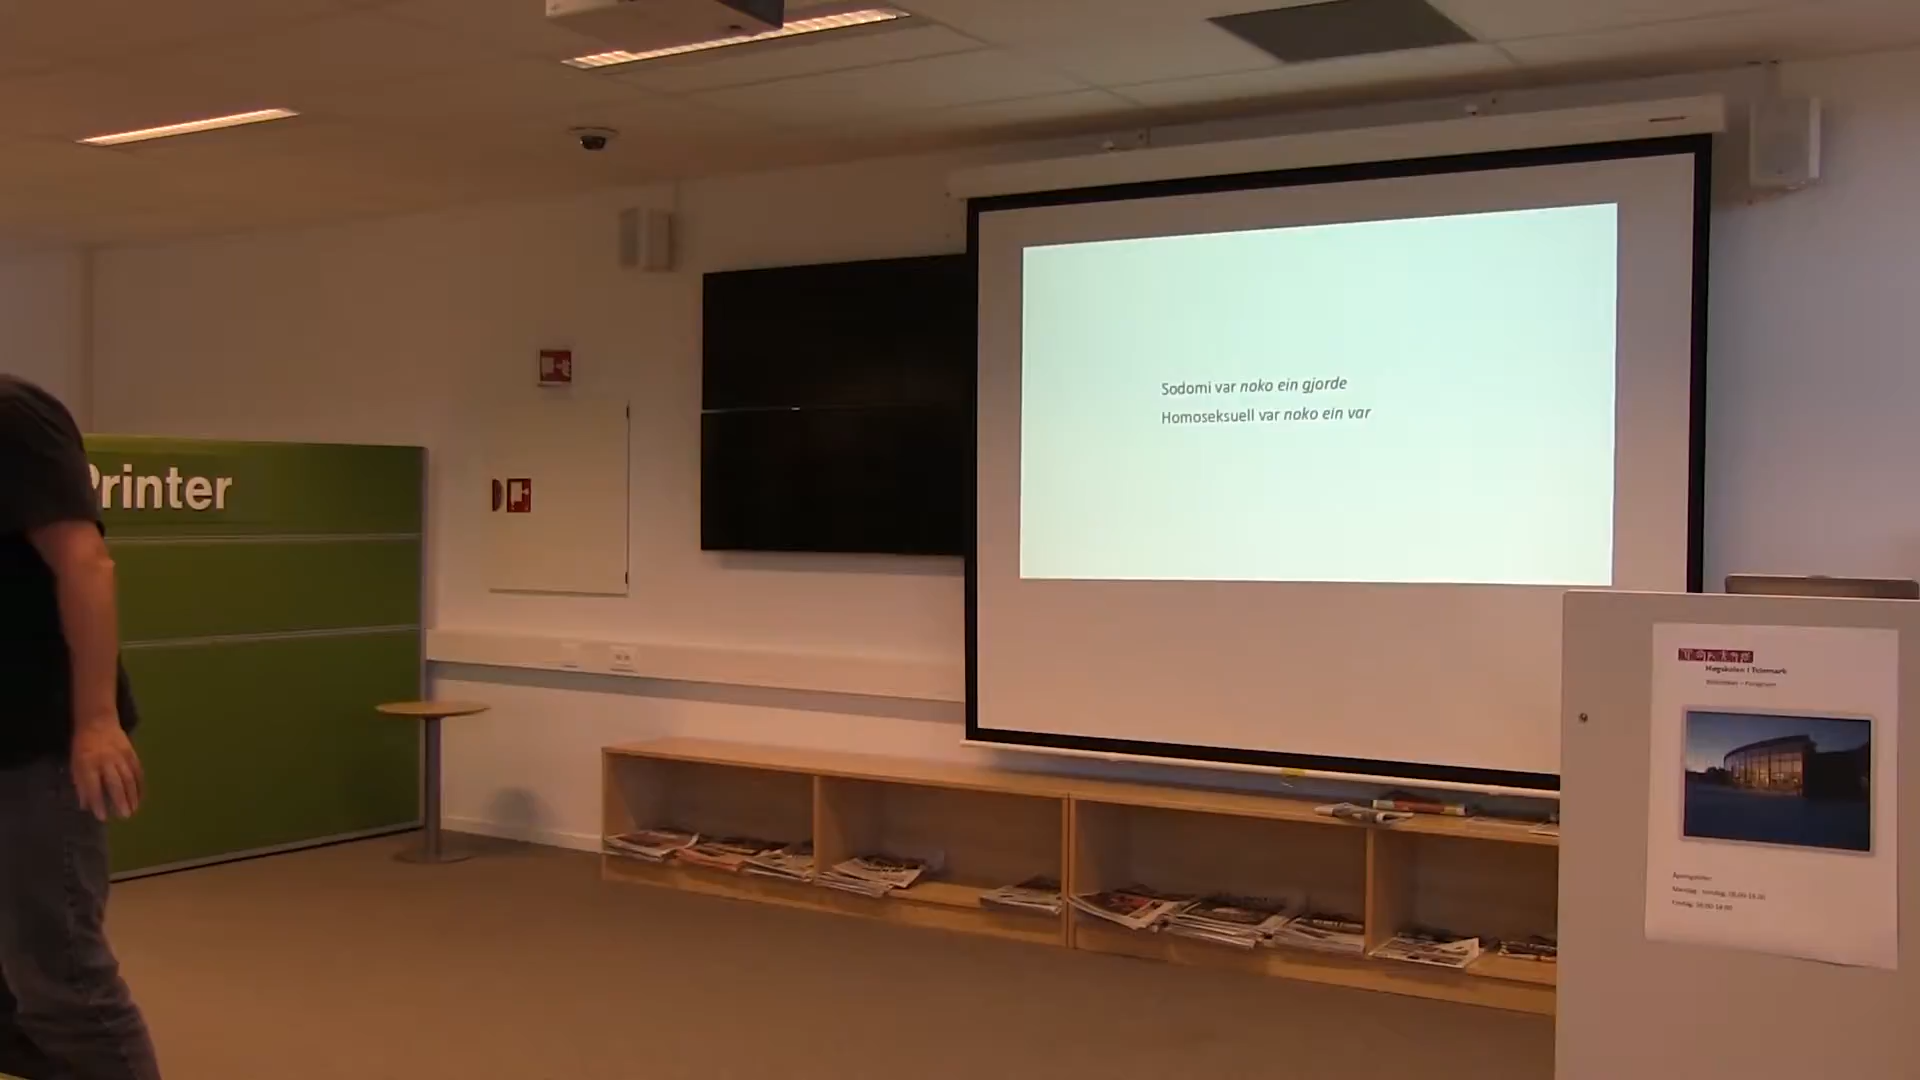 Sodomi var noko ein gjorde
Homoseksuell var noko ein var
Printer
Høgskolen i Telemark